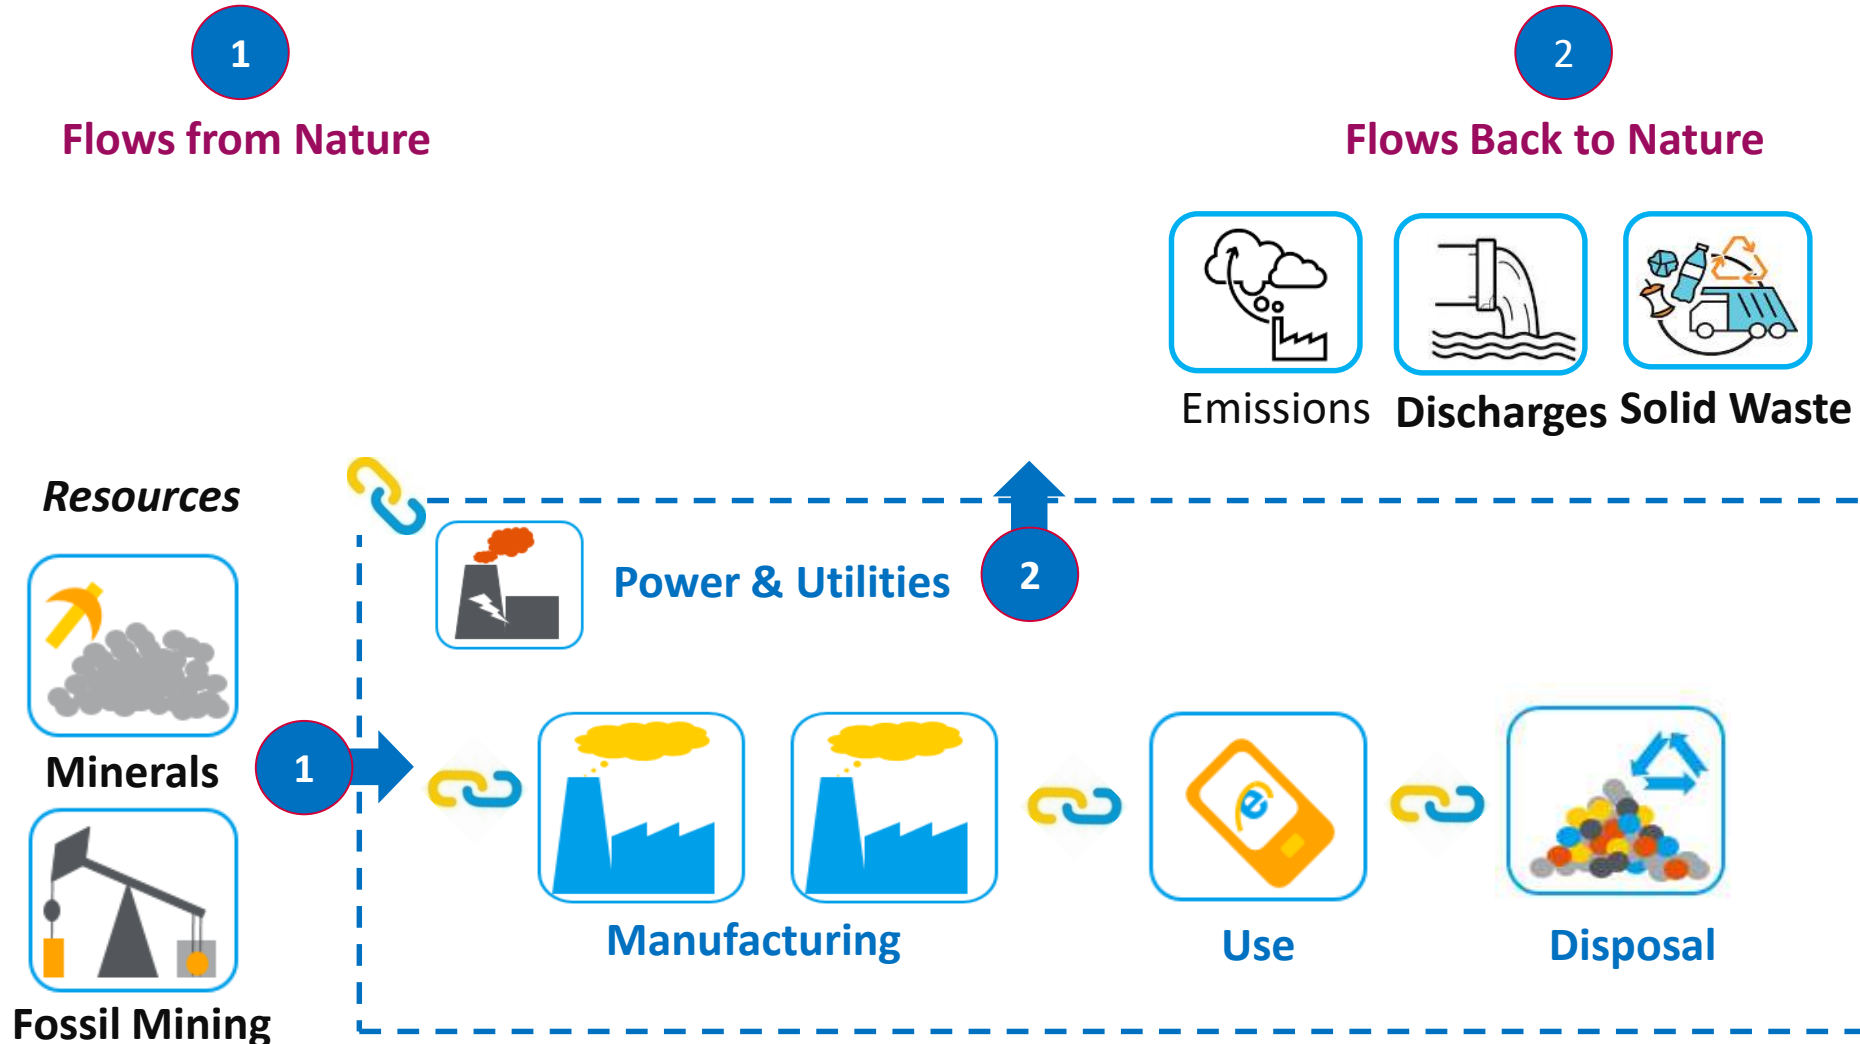 1
Flows from Nature
2
Flows Back to Nature
Emissions
Discharges
Solid Waste
Resources
Power & Utilities
2
Minerals
1
Manufacturing
Use
Disposal
Fossil Mining
e